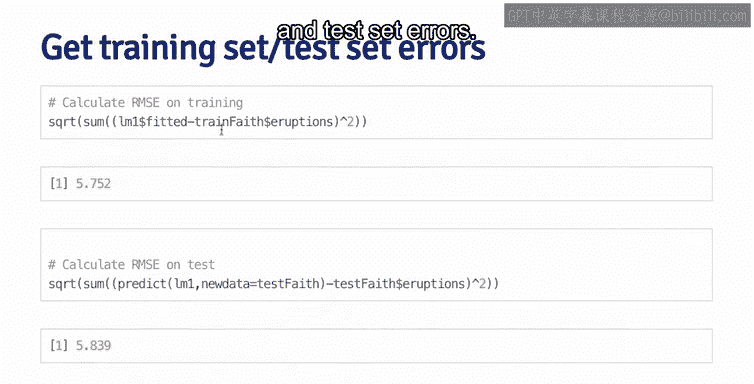 GPT中英字幕课程资源@bilibili.com
and test set errors.
Get training set/test set errors
# Calculate RMSE on training
sqrt(sum((lm1$fitted-trainFaith$eruptions)^2))
[1] 5.752
# Calculate RMSE on test
sqrt(sum((predict(lm1,newdata=testFaith)-testFaith$eruptions)^2))
[1] 5.839